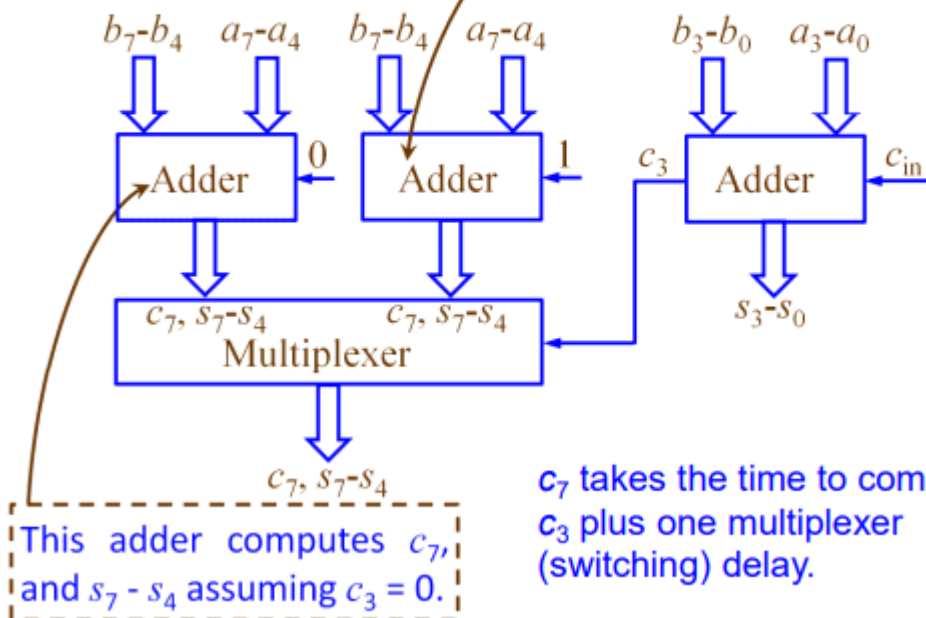 b₇-b₄ a₇-a₄ b₇-b₄ a₇-a₄ b₃-b₀ a₃-a₀
0 1 c₃ c_in
Adder Adder Adder
c₇, s₇-s₄ c₇, s₇-s₄ s₃-s₀
Multiplexer
c₇, s₇-s₄
c₇ takes the time to com
c₃ plus one multiplexer
(switching) delay.
This adder computes c₇,
and s₇ - s₄ assuming c₃ = 0.